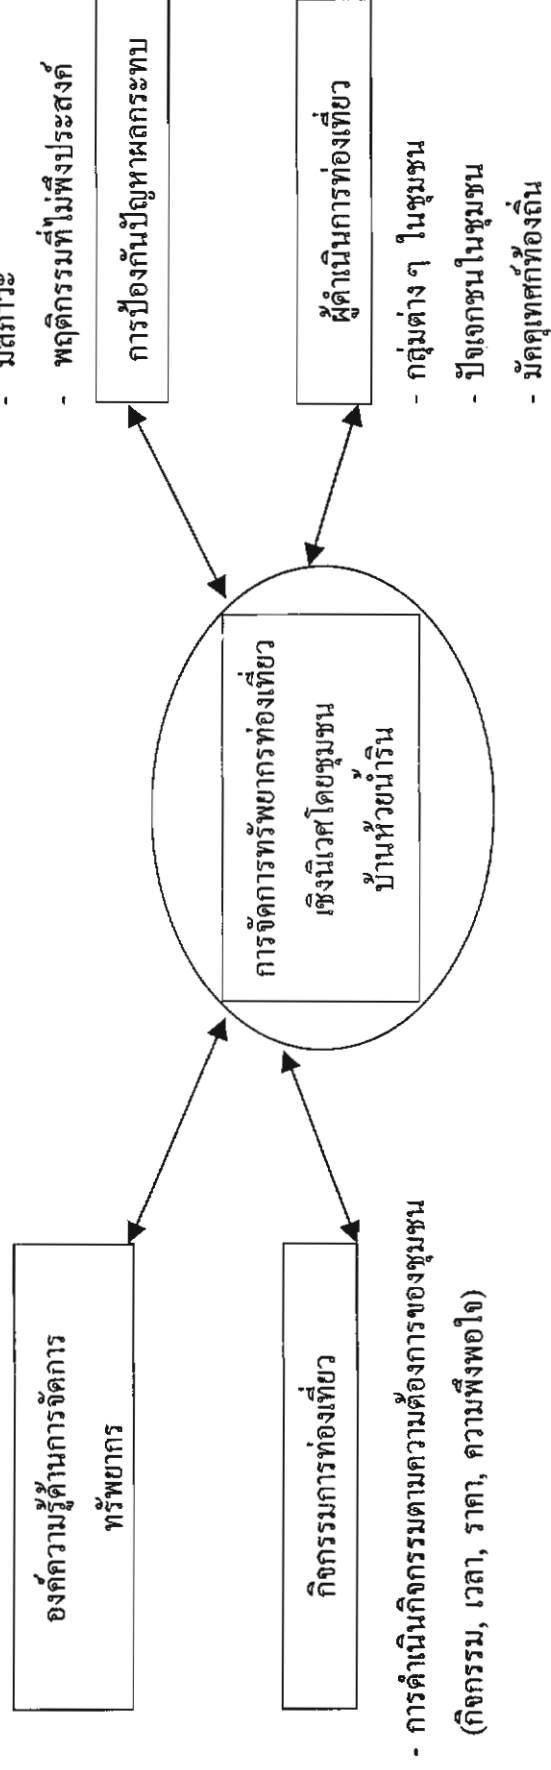 - มลภาวะ
- พฤติกรรมที่ไม่พึงประสงค์
องค์ความรู้ด้านการจัดการ
ทรัพยากร
การป้องกันปัญหาผลกระทบ
การจัดการทรัพยากรท่องเที่ยว
เชิงนิเวศโดยชุมชน
บ้านห้วยน้ำริน
กิจกรรมการท่องเที่ยว
ผู้ดำเนินการท่องเที่ยว
- การดำเนินกิจกรรมตามความต้องการของชุมชน
(กิจกรรม, เวลา, ราคา, ความพึงพอใจ)
- กลุ่มต่าง ๆ ในชุมชน
- ปัจเจกชนในชุมชน
- มัคคุเทศก์ท้องถิ่น